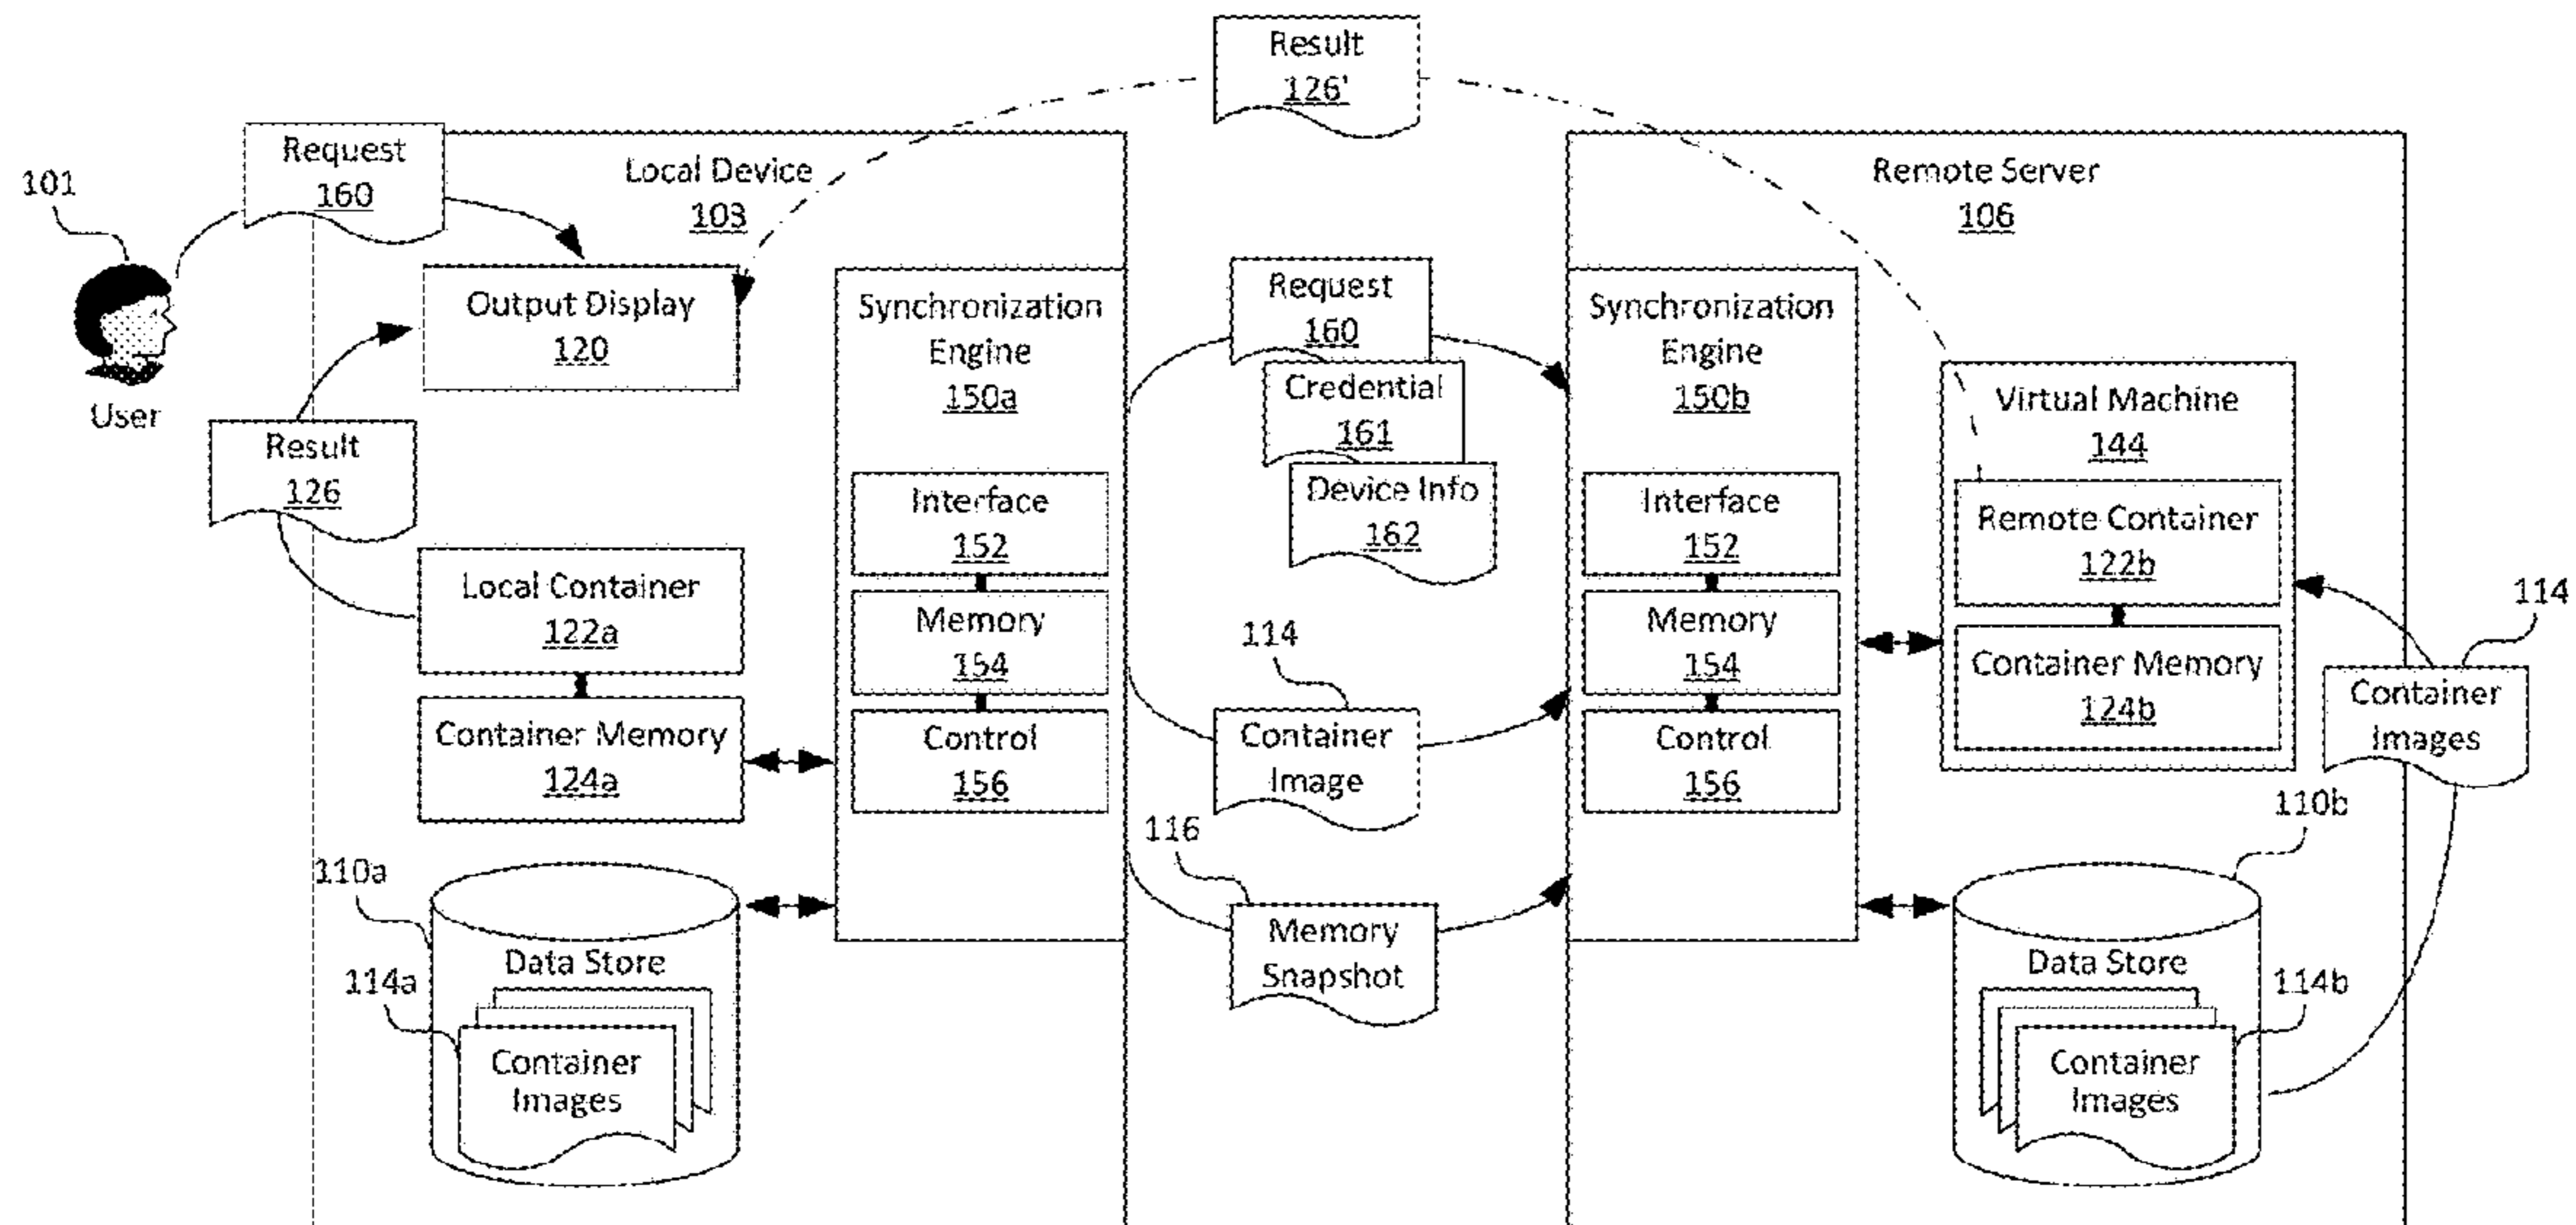 Result
126'
Request
160
101
User
Local Device
103
Output Display
120
Result
126
Local Container
122a
Container Memory
124a
110a
Data Store
114a
Container
Images
Synchronization
Engine
150a
Interface
152
Memory
154
Control
156
Request
160
Credential
161
Device Info
162
114
Container
Image
116
Memory
Snapshot
Remote Server
106
Synchronization
Engine
150b
Interface
152
Memory
154
Control
156
Virtual Machine
144
Remote Container
122b
Container Memory
124b
114
Container
Images
110b
Data Store
114b
Container
Images